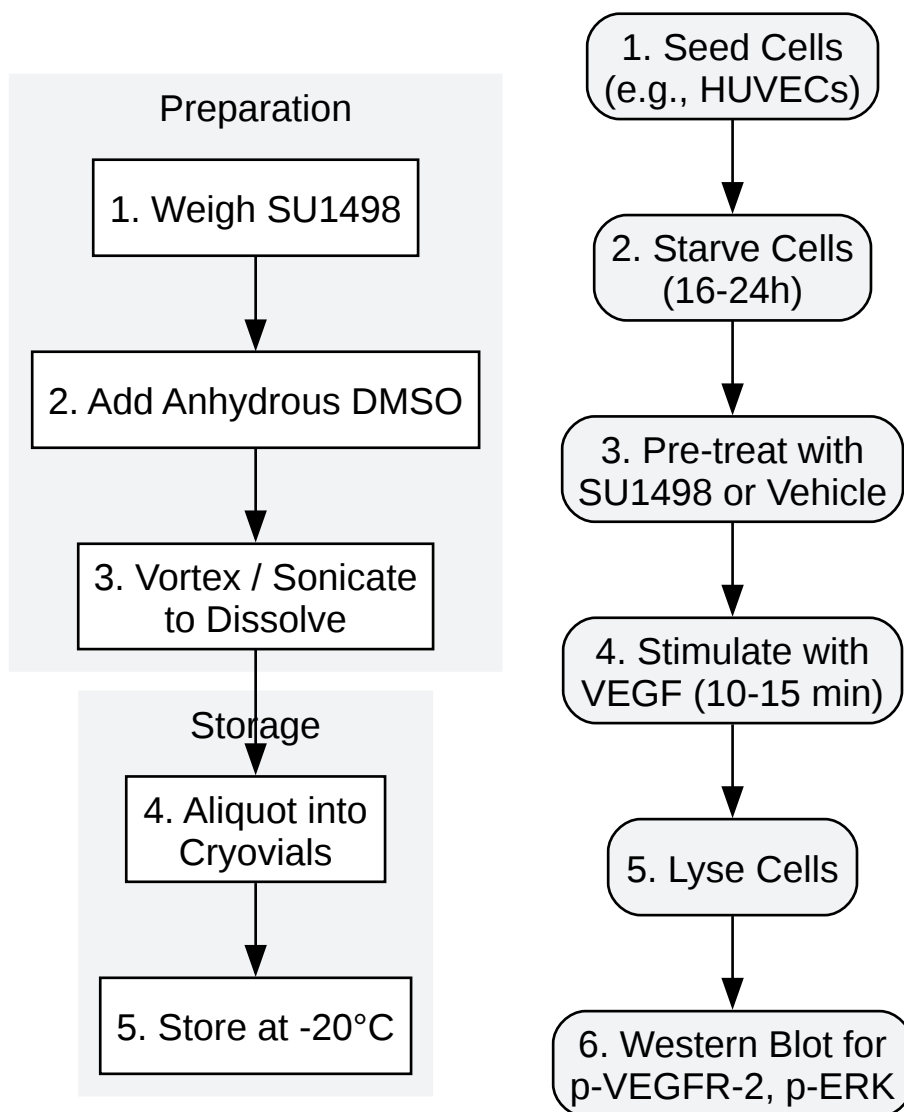 Preparation
1. Weigh SU1498
2. Add Anhydrous DMSO
3. Vortex / Sonicate
to Dissolve
Storage
4. Aliquot into
Cryovials
5. Store at -20°C
1. Seed Cells
(e.g., HUVECs)
2. Starve Cells
(16-24h)
3. Pre-treat with
SU1498 or Vehicle
4. Stimulate with
VEGF (10-15 min)
5. Lyse Cells
6. Western Blot for
p-VEGFR-2, p-ERK